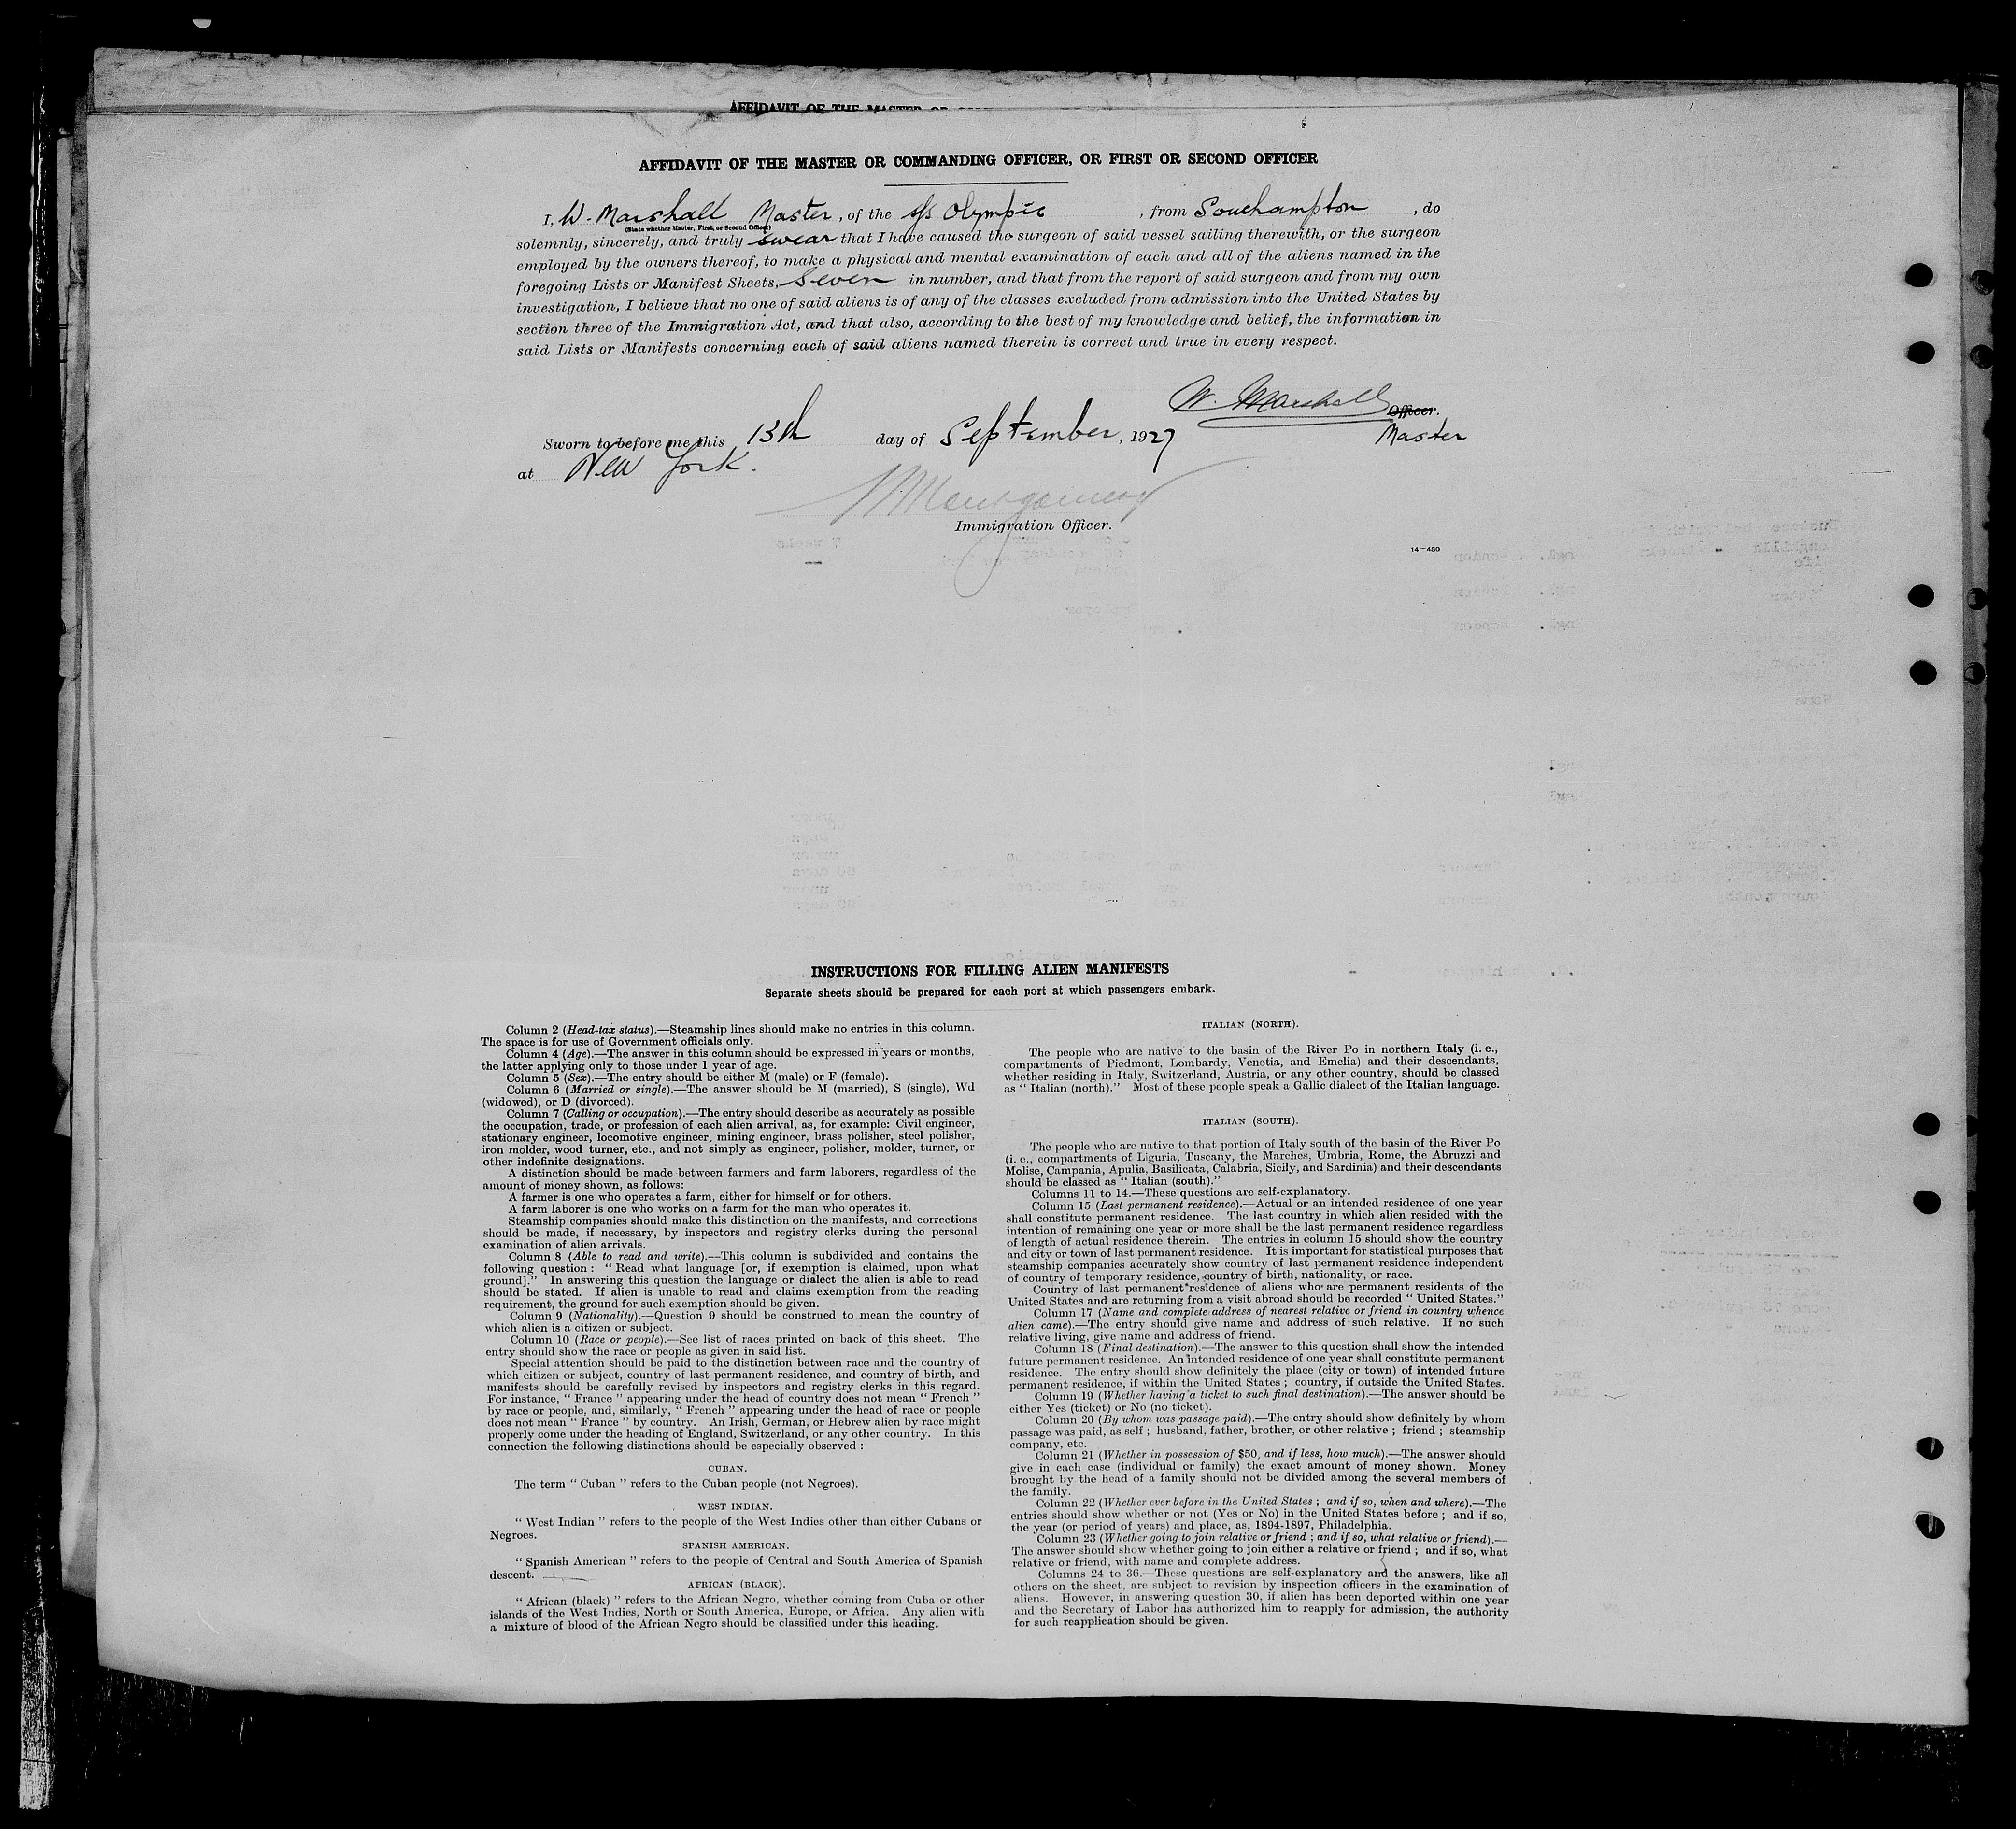 AFFIDAVIT OF THE MASTER OR
AFFIDAVIT OF THE MASTER OR COMMANDING OFFICER, OR FIRST OR SECOND OFFICER
I, W. Marshall Master, of the s/s Olympic, from Southampton, do
(State whether Master, First, or Second Officer)
solemnly, sincerely, and truly swear that I have caused the surgeon of said vessel sailing therewith, or the surgeon
employed by the owners thereof, to make a physical and mental examination of each and all of the aliens named in the
foregoing Lists or Manifest Sheets, Seven in number, and that from the report of said surgeon and from my own
investigation, I believe that no one of said aliens is of any of the classes excluded from admission into the United States by
section three of the Immigration Act, and that also, according to the best of my knowledge and belief, the information in
said Lists or Manifests concerning each of said aliens named therein is correct and true in every respect.
W. Marshall Officer.
Master
Sworn to before me this 13th day of September, 1927
at New York.
Montgomery
Immigration Officer.
14—430
INSTRUCTIONS FOR FILLING ALIEN MANIFESTS
Separate sheets should be prepared for each port at which passengers embark.
Column 2 (Head-tax status).—Steamship lines should make no entries in this column.
The space is for use of Government officials only.
Column 4 (Age).—The answer in this column should be expressed in years or months,
the latter applying only to those under 1 year of age.
Column 5 (Sex).—The entry should be either M (male) or F (female).
Column 6 (Married or single).—The answer should be M (married), S (single), Wd
(widowed), or D (divorced).
Column 7 (Calling or occupation).—The entry should describe as accurately as possible
the occupation, trade, or profession of each alien arrival, as, for example: Civil engineer,
stationary engineer, locomotive engineer, mining engineer, brass polisher, steel polisher,
iron molder, wood turner, etc., and not simply as engineer, polisher, molder, turner, or
other indefinite designations.
A distinction should be made between farmers and farm laborers, regardless of the
amount of money shown, as follows:
A farmer is one who operates a farm, either for himself or for others.
A farm laborer is one who works on a farm for the man who operates it.
Steamship companies should make this distinction on the manifests, and corrections
should be made, if necessary, by inspectors and registry clerks during the personal
examination of alien arrivals.
Column 8 (Able to read and write).—This column is subdivided and contains the
following question: “ Read what language [or, if exemption is claimed, upon what
ground].” In answering this question the language or dialect the alien is able to read
should be stated. If alien is unable to read and claims exemption from the reading
requirement, the ground for such exemption should be given.
Column 9 (Nationality).—Question 9 should be construed to mean the country of
which alien is a citizen or subject.
Column 10 (Race or people).—See list of races printed on back of this sheet. The
entry should show the race or people as given in said list.
Special attention should be paid to the distinction between race and the country of
which citizen or subject, country of last permanent residence, and country of birth, and
manifests should be carefully revised by inspectors and registry clerks in this regard.
For instance, “ France ” appearing under the head of country does not mean “ French ”
by race or people, and, similarly, “ French ” appearing under the head of race or people
does not mean “ France ” by country. An Irish, German, or Hebrew alien by race might
properly come under the heading of England, Switzerland, or any other country. In this
connection the following distinctions should be especially observed :
CUBAN.
The term “ Cuban ” refers to the Cuban people (not Negroes).
WEST INDIAN.
“ West Indian ” refers to the people of the West Indies other than either Cubans or
Negroes.
SPANISH AMERICAN.
“ Spanish American ” refers to the people of Central and South America of Spanish
descent.
AFRICAN (BLACK).
“ African (black) ” refers to the African Negro, whether coming from Cuba or other
islands of the West Indies, North or South America, Europe, or Africa. Any alien with
a mixture of blood of the African Negro should be classified under this heading.
ITALIAN (NORTH).
The people who are native to the basin of the River Po in northern Italy (i. e.,
compartments of Piedmont, Lombardy, Venetia, and Emelia) and their descendants,
whether residing in Italy, Switzerland, Austria, or any other country, should be classed
as “ Italian (north).” Most of these people speak a Gallic dialect of the Italian language.
ITALIAN (SOUTH).
The people who are native to that portion of Italy south of the basin of the River Po
(i. e., compartments of Liguria, Tuscany, the Marches, Umbria, Rome, the Abruzzi and
Molise, Campania, Apulia, Basilicata, Calabria, Sicily, and Sardinia) and their descendants
should be classed as “ Italian (south).”
Columns 11 to 14.—These questions are self-explanatory.
Column 15 (Last permanent residence).—Actual or an intended residence of one year
shall constitute permanent residence. The last country in which alien resided with the
intention of remaining one year or more shall be the last permanent residence regardless
of length of actual residence therein. The entries in column 15 should show the country
and city or town of last permanent residence. It is important for statistical purposes that
steamship companies accurately show country of last permanent residence independent
of country of temporary residence, country of birth, nationality, or race.
Country of last permanent residence of aliens who are permanent residents of the
United States and are returning from a visit abroad should be recorded “ United States.”
Column 17 (Name and complete address of nearest relative or friend in country whence
alien came).—The entry should give name and address of such relative. If no such
relative living, give name and address of friend.
Column 18 (Final destination).—The answer to this question shall show the intended
future permanent residence. An intended residence of one year shall constitute permanent
residence. The entry should show definitely the place (city or town) of intended future
permanent residence, if within the United States ; country, if outside the United States.
Column 19 (Whether having a ticket to such final destination).—The answer should be
either Yes (ticket) or No (no ticket).
Column 20 (By whom was passage paid).—The entry should show definitely by whom
passage was paid, as self ; husband, father, brother, or other relative ; friend ; steamship
company, etc.
Column 21 (Whether in possession of $50, and if less, how much).—The answer should
give in each case (individual or family) the exact amount of money shown. Money
brought by the head of a family should not be divided among the several members of
the family.
Column 22 (Whether ever before in the United States ; and if so, when and where).—The
entries should show whether or not (Yes or No) in the United States before ; and if so,
the year (or period of years) and place, as, 1894-1897, Philadelphia.
Column 23 (Whether going to join relative or friend ; and if so, what relative or friend).—
The answer should show whether going to join either a relative or friend ; and if so, what
relative or friend, with name and complete address.
Columns 24 to 36.—These questions are self-explanatory and the answers, like all
others on the sheet, are subject to revision by inspection officers in the examination of
aliens. However, in answering question 30, if alien has been deported within one year
and the Secretary of Labor has authorized him to reapply for admission, the authority
for such reapplication should be given.